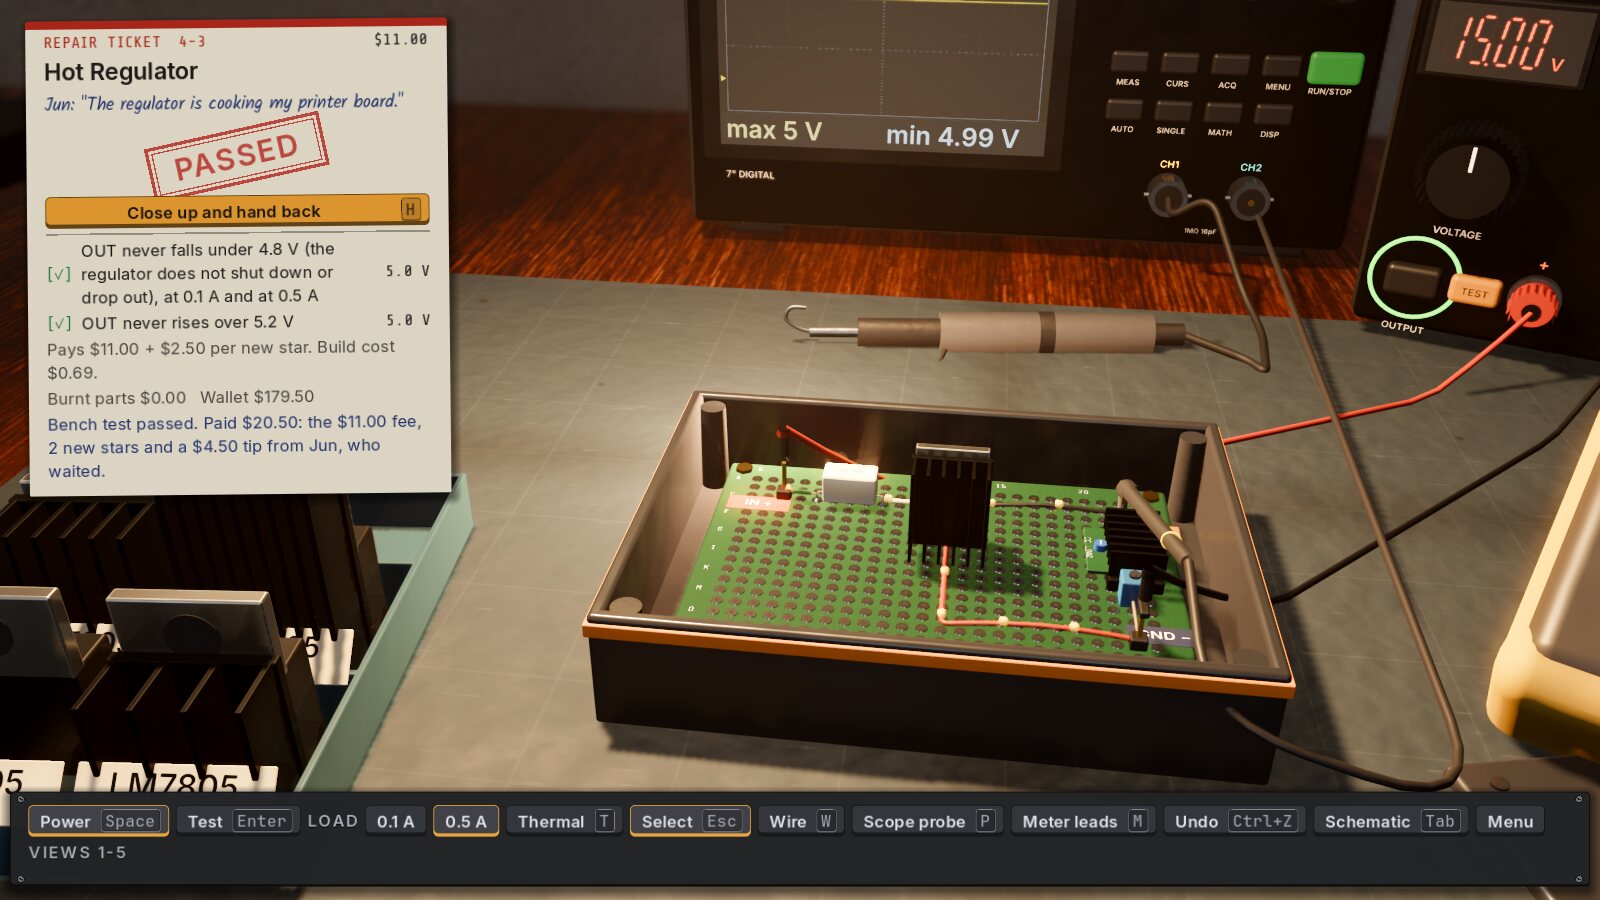 REPAIR TICKET 4-3 $11.00
Hot Regulator
Jun: "The regulator is cooking my printer board."
PASSED
Close up and hand back H
OUT never falls under 4.8 V (the
[√] regulator does not shut down or 5.0 V
drop out), at 0.1 A and at 0.5 A
[√] OUT never rises over 5.2 V 5.0 V
Pays $11.00 + $2.50 per new star. Build cost
$0.69.
Burnt parts $0.00 Wallet $179.50
Bench test passed. Paid $20.50: the $11.00 fee,
2 new stars and a $4.50 tip from Jun, who
waited.
max 5 V min 4.99 V
7" DIGITAL
MEAS CURS ACQ MENU RUN/STOP
AUTO SINGLE MATH DISP
CH1 CH2
1MΩ 16pF
15.00 V
VOLTAGE
OUTPUT
TEST
+
IN +
15
20
GND -
05
LM7805
5
Power Space Test Enter LOAD 0.1 A 0.5 A Thermal T Select Esc Wire W Scope probe P Meter leads M Undo Ctrl+Z Schematic Tab Menu
VIEWS 1-5